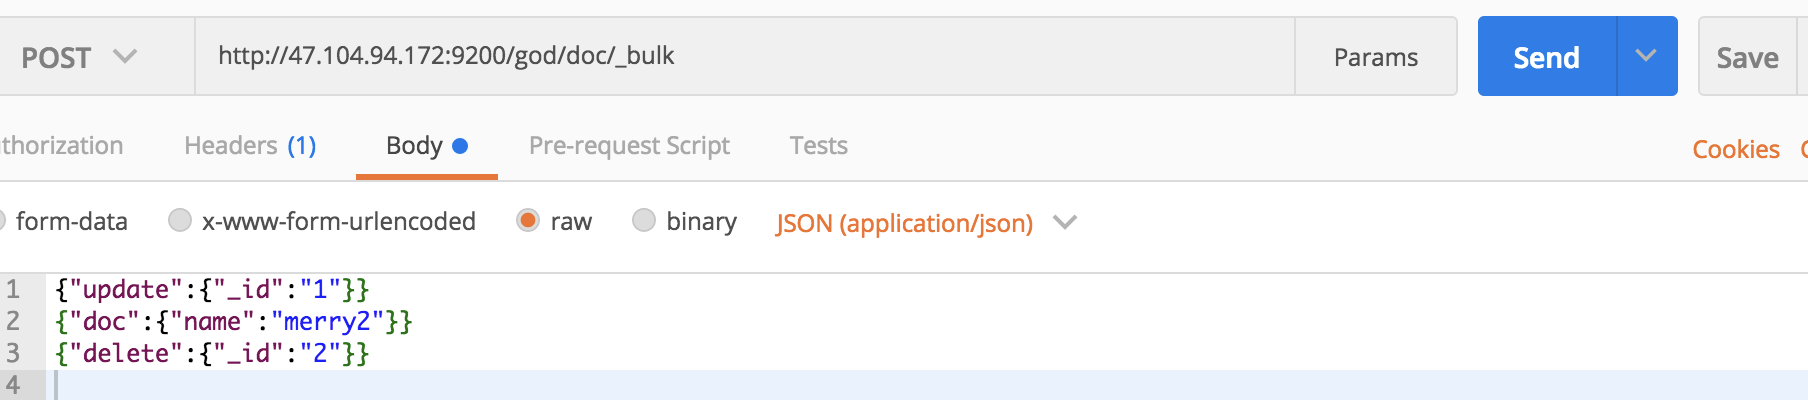 POST http://47.104.94.172:9200/god/doc/_bulk Params Send Save
thorization Headers (1) Body Pre-request Script Tests Cookies
form-data x-www-form-urlencoded raw binary JSON (application/json)
1 {"update":{"_id":"1"}}
2 {"doc":{"name":"merry2"}}
3 {"delete":{"_id":"2"}}
4